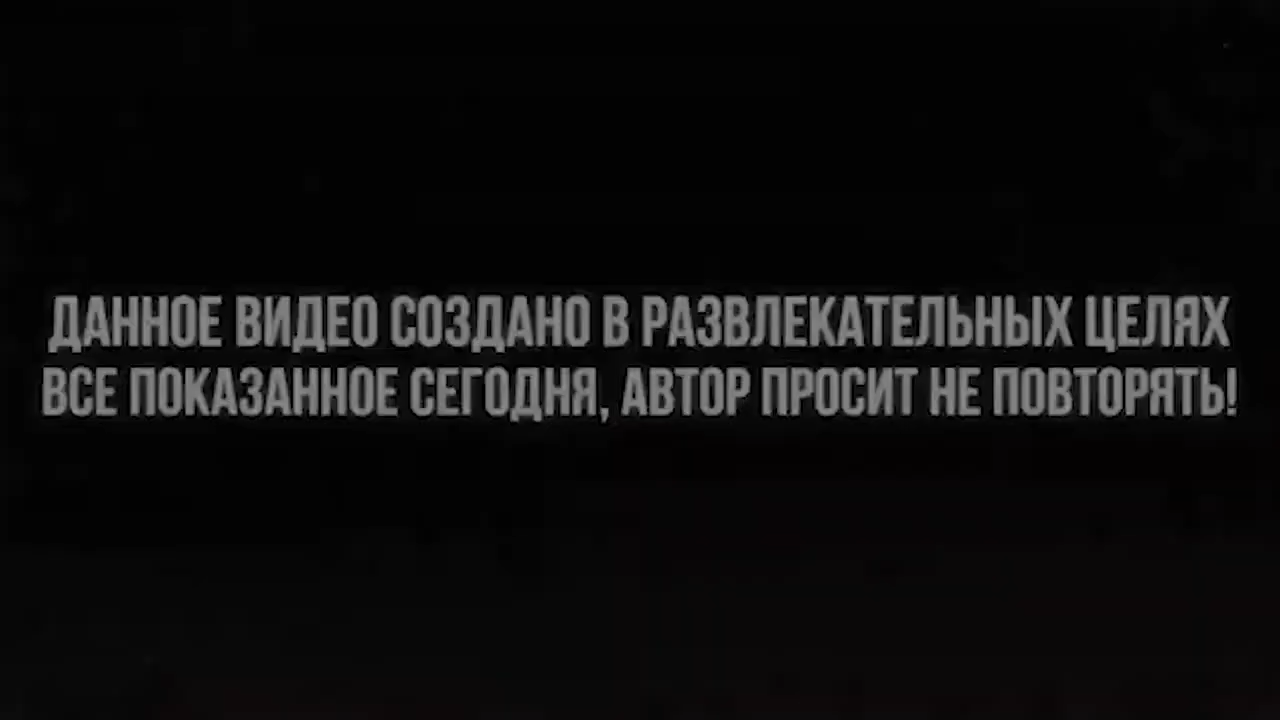 ДАННОЕ ВИДЕО СОЗДАНО В РАЗВЛЕКАТЕЛЬНЫХ ЦЕЛЯХ
ВСЕ ПОКАЗАННОЕ СЕГОДНЯ, АВТОР ПРОСИТ НЕ ПОВТОРЯТЬ!